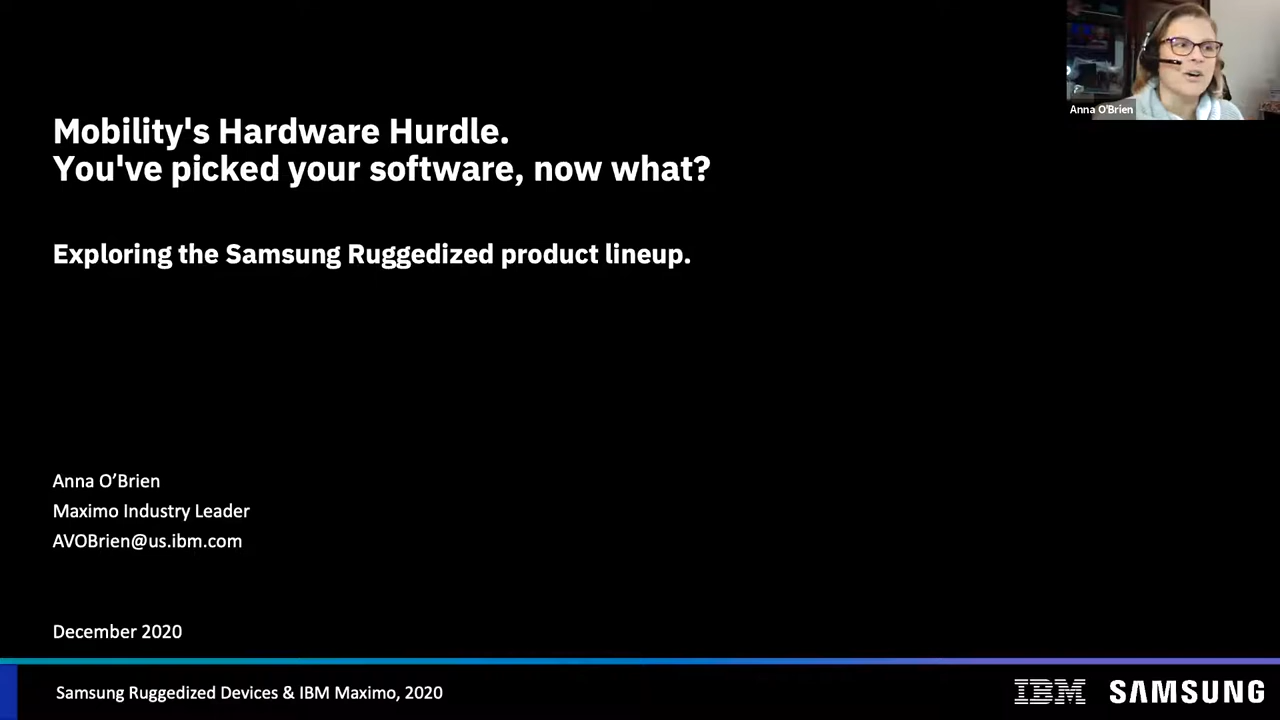 Anna O'Brien
Mobility's Hardware Hurdle.
You've picked your software, now what?
Exploring the Samsung Ruggedized product lineup.
Anna O’Brien
Maximo Industry Leader
AVOBrien@us.ibm.com
December 2020
Samsung Ruggedized Devices & IBM Maximo, 2020
IBM SAMSUNG